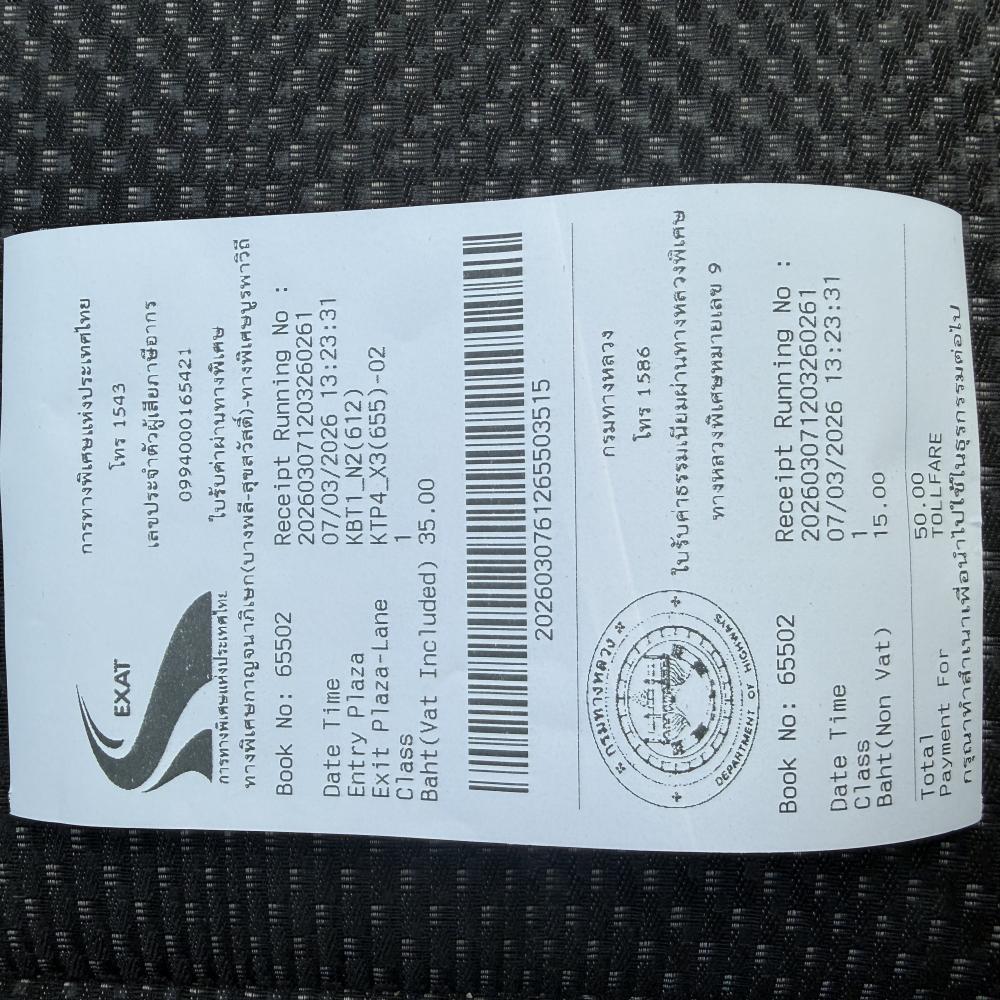 การทางพิเศษแห่งประเทศไทย
โทร 1543
เลขประจำตัวผู้เสียภาษีอากร
0994000165421
ใบรับค่าผ่านทางพิเศษ
EXAT
การทางพิเศษแห่งประเทศไทย
ทางพิเศษกาญจนาภิเษก(บางพลี-สุขสวัสดิ์)-ทางพิเศษบูรพาวิถี
Book No: 65502 Receipt Running No :
20260307120326026​1
Date Time 07/03/2026 13:23:31
Entry Plaza KBT1_N2(612)
Exit Plaza-Lane KTP4_X3(655)-02
Class 1
Baht(Vat Included) 35.00
2026030761265503515
กรมทางหลวง
โทร 1586
ใบรับค่าธรรมเนียมผ่านทางหลวงพิเศษ
ทางหลวงพิเศษหมายเลข 9
กรมทางหลวง
DEPARTMENT OF HIGHWAYS
Book No: 65502 Receipt Running No :
202603071203260261
Date Time 07/03/2026 13:23:31
Class 1
Baht(Non Vat) 15.00
Total 50.00
Payment For TOLLFARE
กรุณาทำสำเนาเพื่อนำไปใช้ในธุรกรรมต่อไป